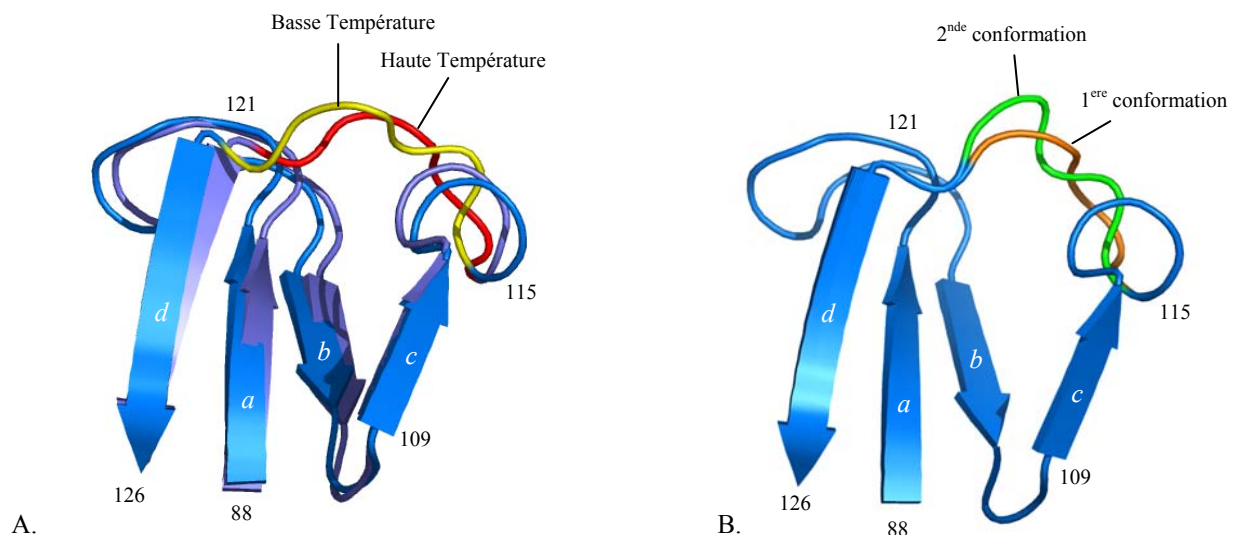 Basse Température
Haute Température
121
d
a
b
c
115
109
126
88
A.
2nde conformation
1ere conformation
121
d
a
b
c
115
109
126
88
B.